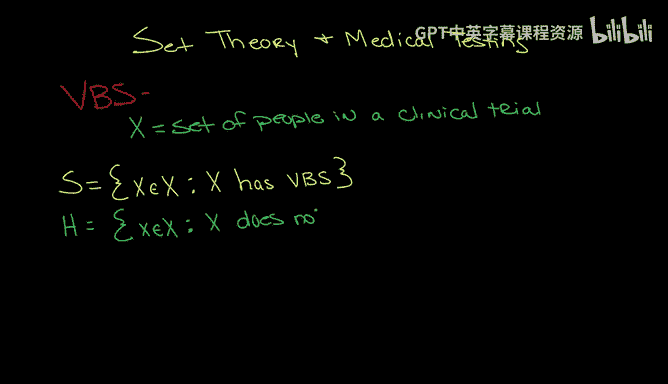 Set Theory + Medical Testing
GPT中英字幕课程资源 bilibili
VBS-
X = set of people in a clinical trial
S = { x ∈ X : X has VBS }
H = { x ∈ X : X does no